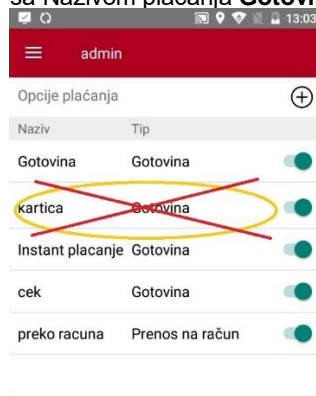 sa Nazivom plaćanja Gotovi
13:03
admin
Opcije plaćanja
Naziv Tip
Gotovina Gotovina
kartica Gotovina
Instant placanje Gotovina
cek Gotovina
preko racuna Prenos na račun